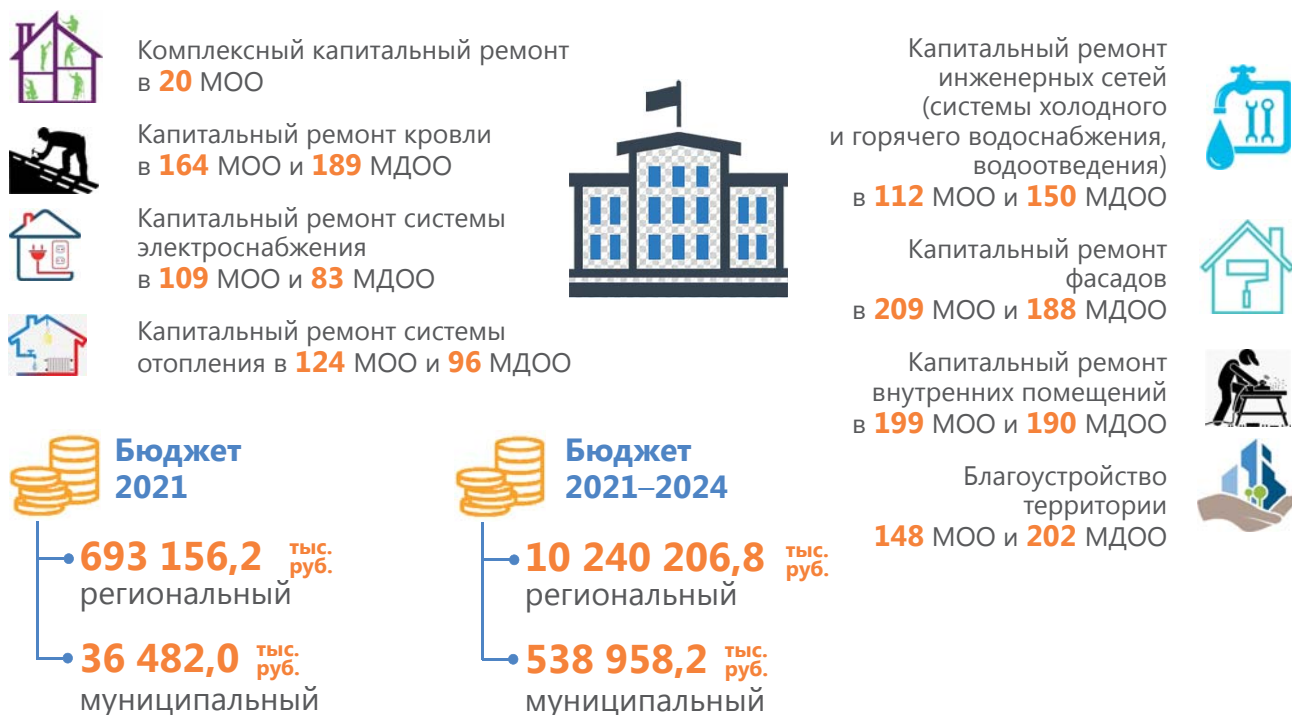 Комплексный капитальный ремонт
в 20 МОО
Капитальный ремонт кровли
в 164 МОО и 189 МДОО
Капитальный ремонт системы
электроснабжения
в 109 МОО и 83 МДОО
Капитальный ремонт системы
отопления в 124 МОО и 96 МДОО
Капитальный ремонт
инженерных сетей
(системы холодного
и горячего водоснабжения,
водоотведения)
в 112 МОО и 150 МДОО
Капитальный ремонт
фасадов
в 209 МОО и 188 МДОО
Капитальный ремонт
внутренних помещений
в 199 МОО и 190 МДОО
Благоустройство
территории
148 МОО и 202 МДОО
Бюджет
2021
693 156,2 тыс. руб.
региональный
36 482,0 тыс. руб.
муниципальный
Бюджет
2021–2024
10 240 206,8 тыс. руб.
региональный
538 958,2 тыс. руб.
муниципальный